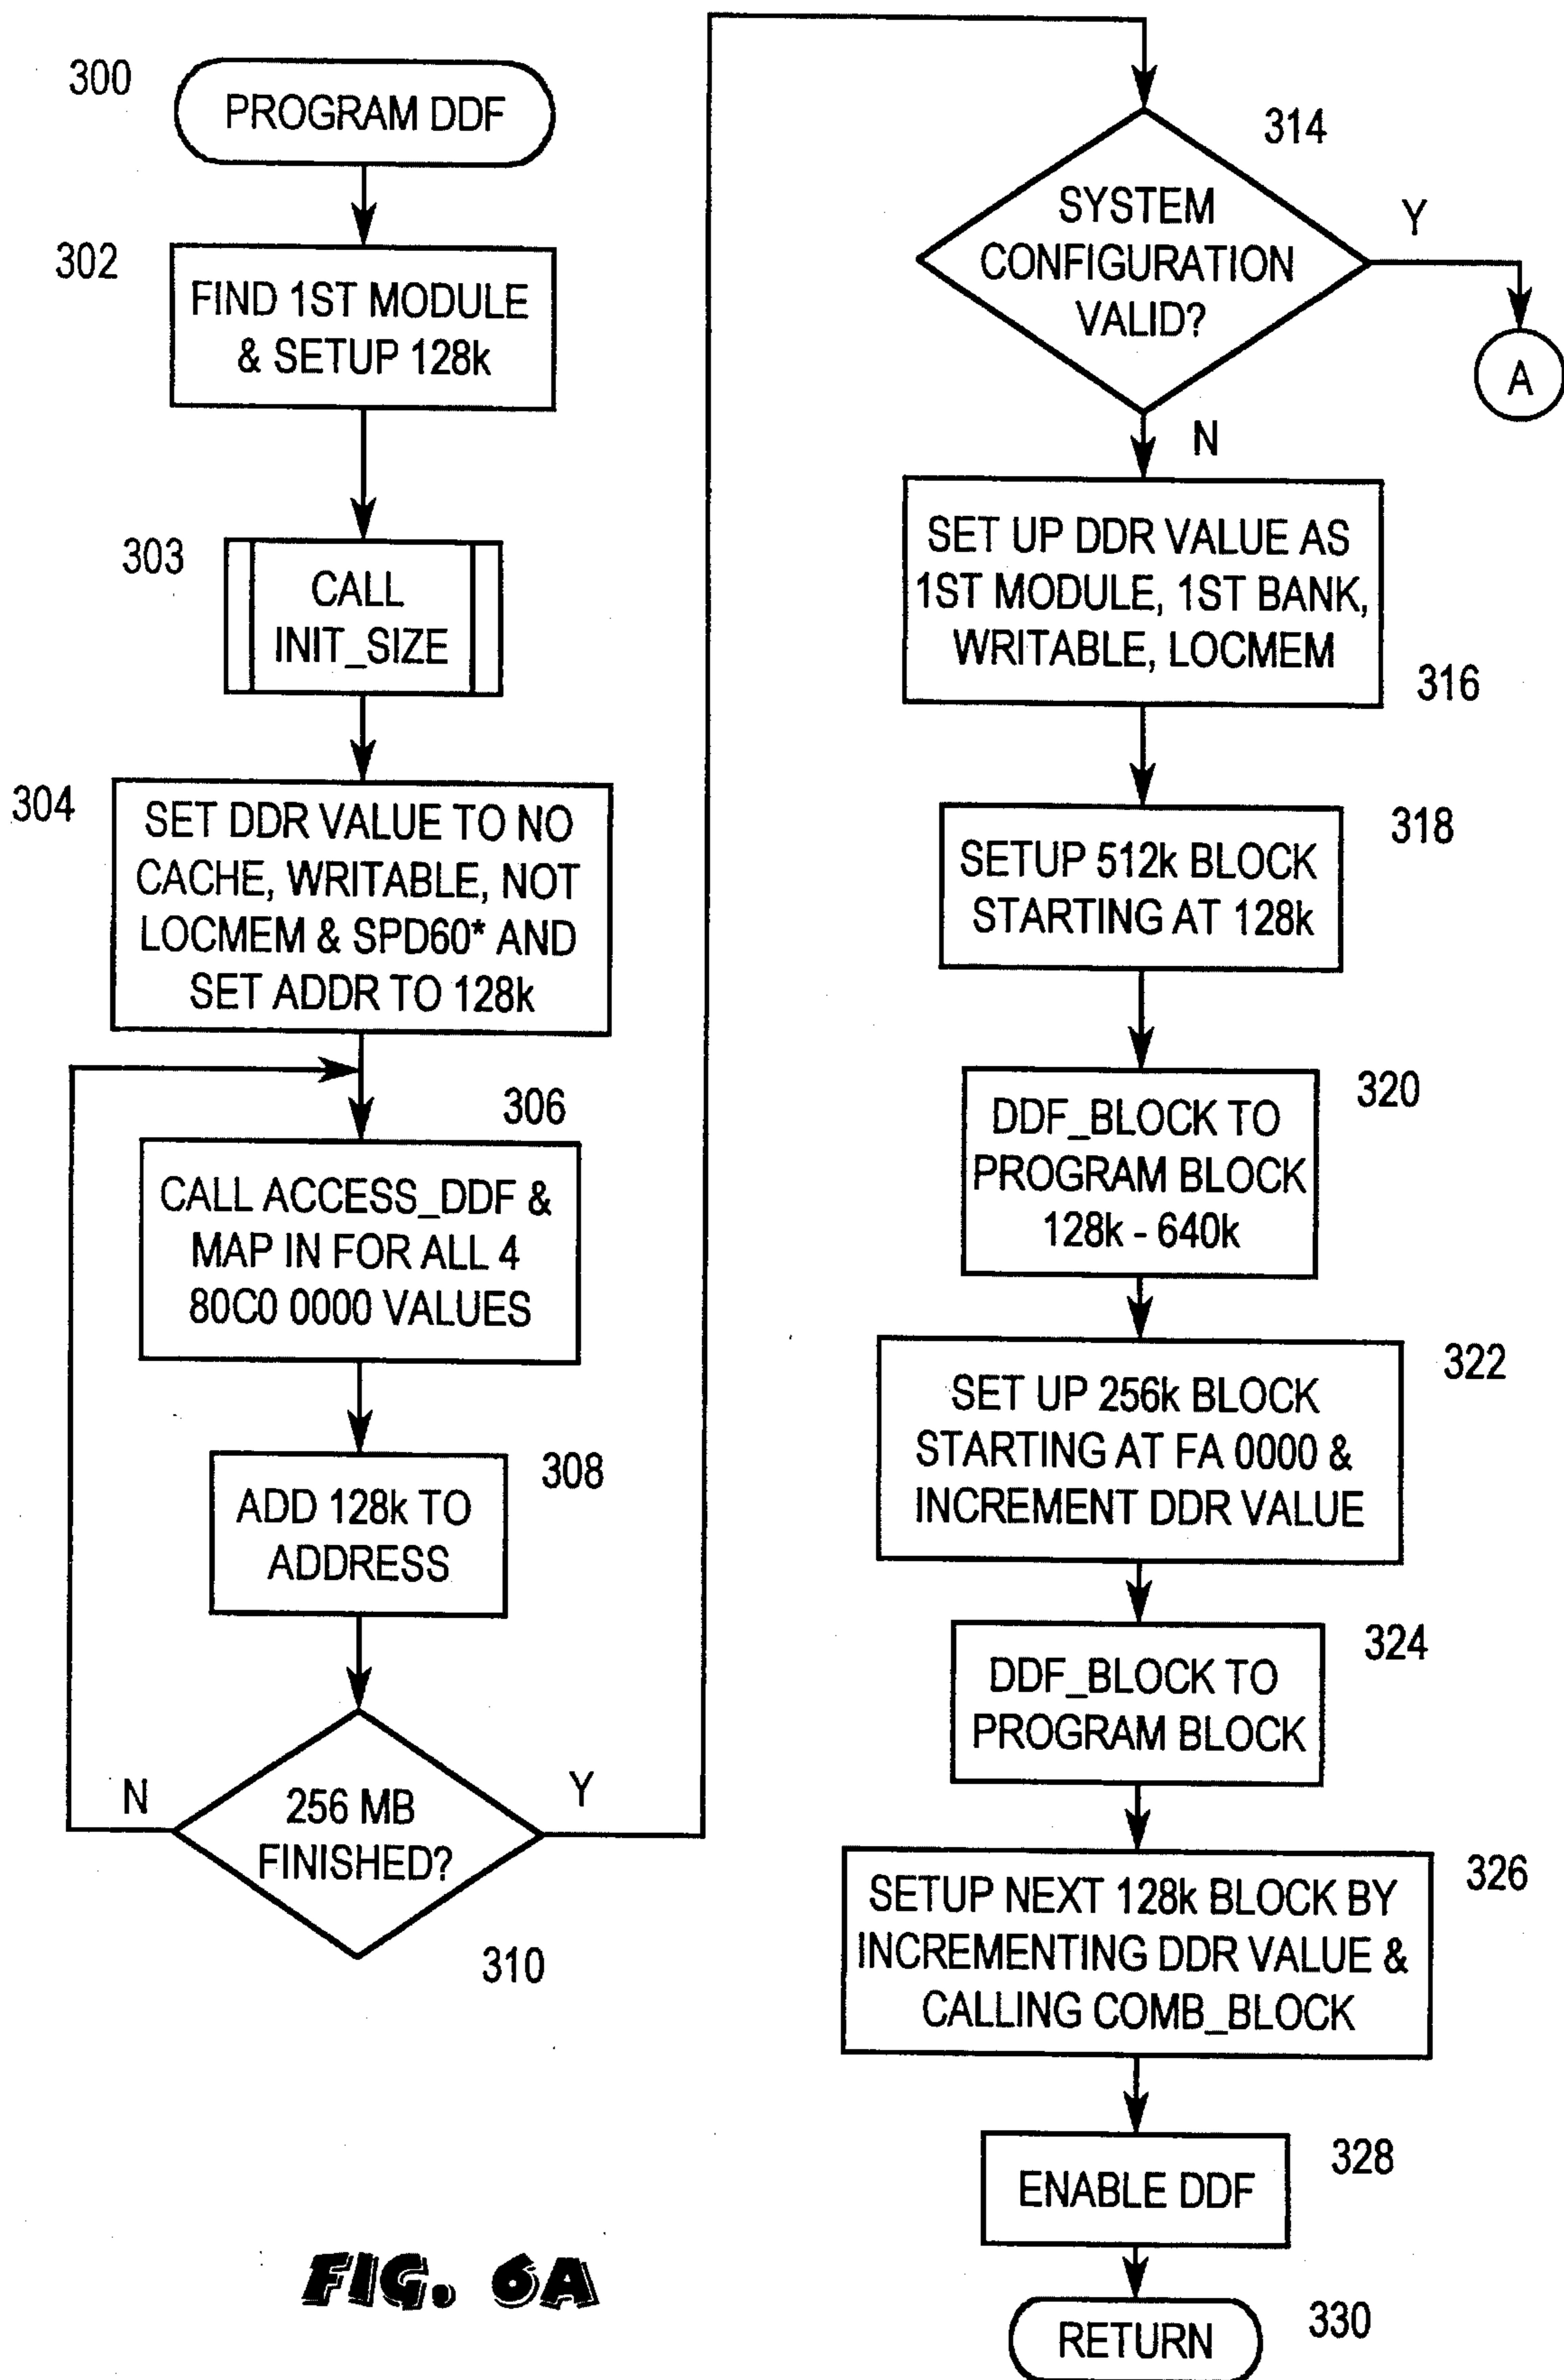 300
PROGRAM DDF
302
FIND 1ST MODULE
& SETUP 128k
303
CALL
INIT_SIZE
304
SET DDR VALUE TO NO
CACHE, WRITABLE, NOT
LOCMEM & SPD60* AND
SET ADDR TO 128k
306
CALL ACCESS_DDF &
MAP IN FOR ALL 4
80C0 0000 VALUES
308
ADD 128k TO
ADDRESS
N
256 MB
FINISHED?
Y
310
314
SYSTEM
CONFIGURATION
VALID?
Y
A
N
SET UP DDR VALUE AS
1ST MODULE, 1ST BANK,
WRITABLE, LOCMEM
316
318
SETUP 512k BLOCK
STARTING AT 128k
320
DDF_BLOCK TO
PROGRAM BLOCK
128k - 640k
322
SET UP 256k BLOCK
STARTING AT FA 0000 &
INCREMENT DDR VALUE
324
DDF_BLOCK TO
PROGRAM BLOCK
326
SETUP NEXT 128k BLOCK BY
INCREMENTING DDR VALUE &
CALLING COMB_BLOCK
328
ENABLE DDF
330
RETURN
FIG. 6A